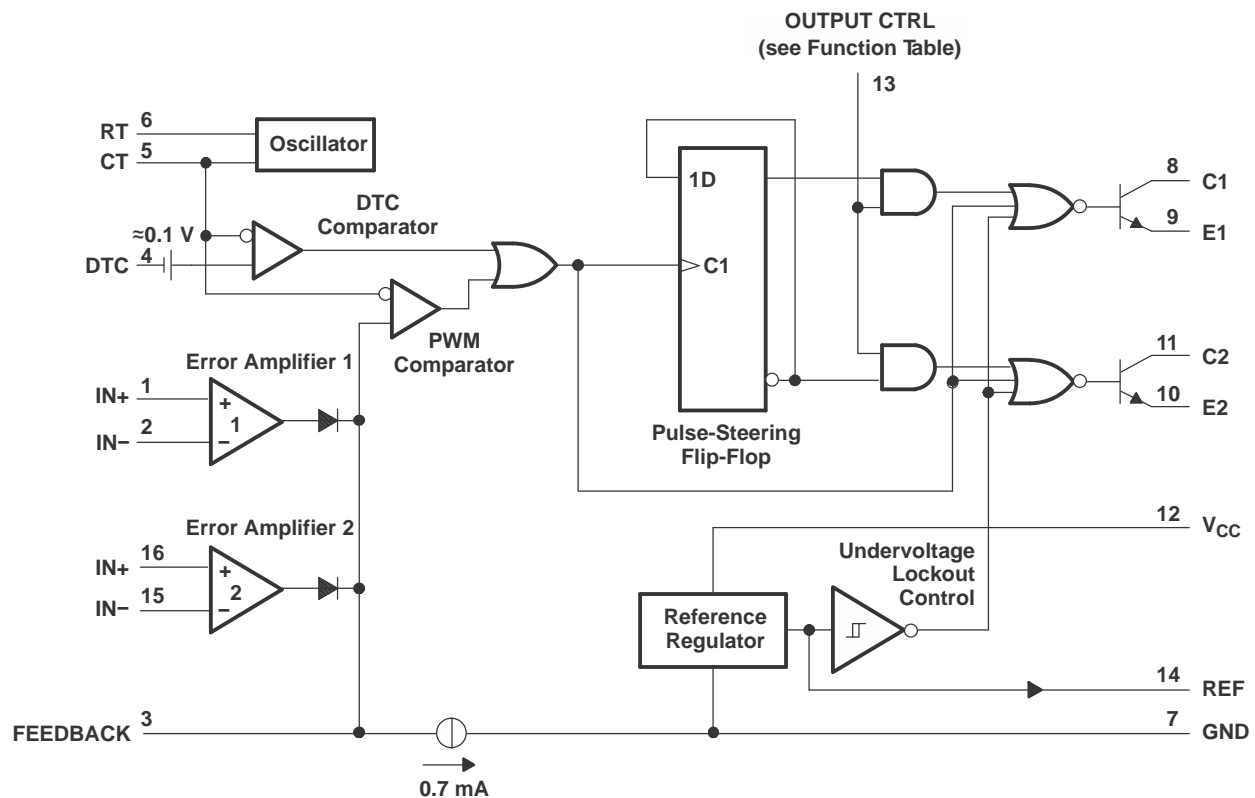 OUTPUT CTRL
(see Function Table)
13
RT 6
CT 5
Oscillator
DTC
Comparator
≈0.1 V
DTC 4
PWM
Comparator
1D
C1
Pulse-Steering
Flip-Flop
8 C1
9 E1
11 C2
10 E2
Error Amplifier 1
IN+ 1
IN− 2
+
1
−
Error Amplifier 2
IN+ 16
IN− 15
+
2
−
12 VCC
Undervoltage
Lockout
Control
Reference
Regulator
14 REF
7 GND
FEEDBACK 3
0.7 mA